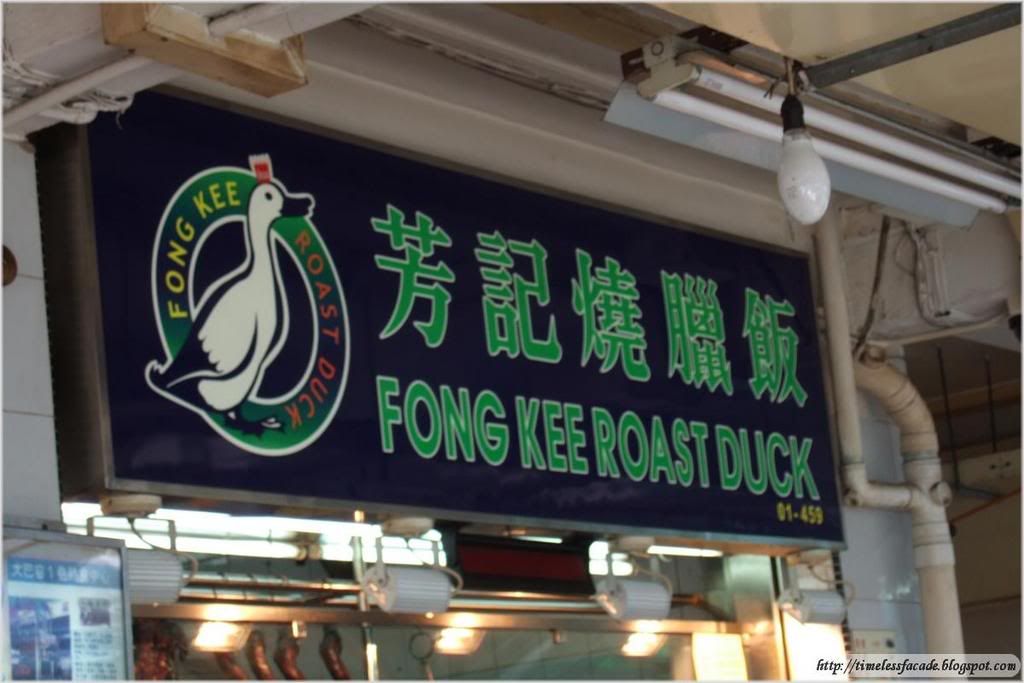 FONG KEE
ROAST DUCK
芳記燒臘飯
FONG KEE ROAST DUCK
01-459
http://timelessfacade.blogspot.com